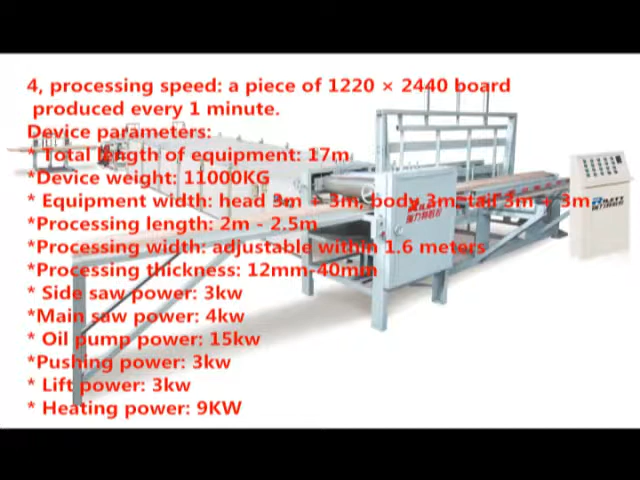 4, processing speed: a piece of 1220 × 2440 board
produced every 1 minute.
Device parameters:
* Total length of equipment: 17m
*Device weight: 11000KG
* Equipment width: head 3m + 3m, body 3m, tail 3m + 3m
*Processing length: 2m - 2.5m
*Processing width: adjustable within 1.6 meters
*Processing thickness: 12mm-40mm
* Side saw power: 3kw
*Main saw power: 4kw
* Oil pump power: 15kw
*Pushing power: 3kw
* Lift power: 3kw
* Heating power: 9KW